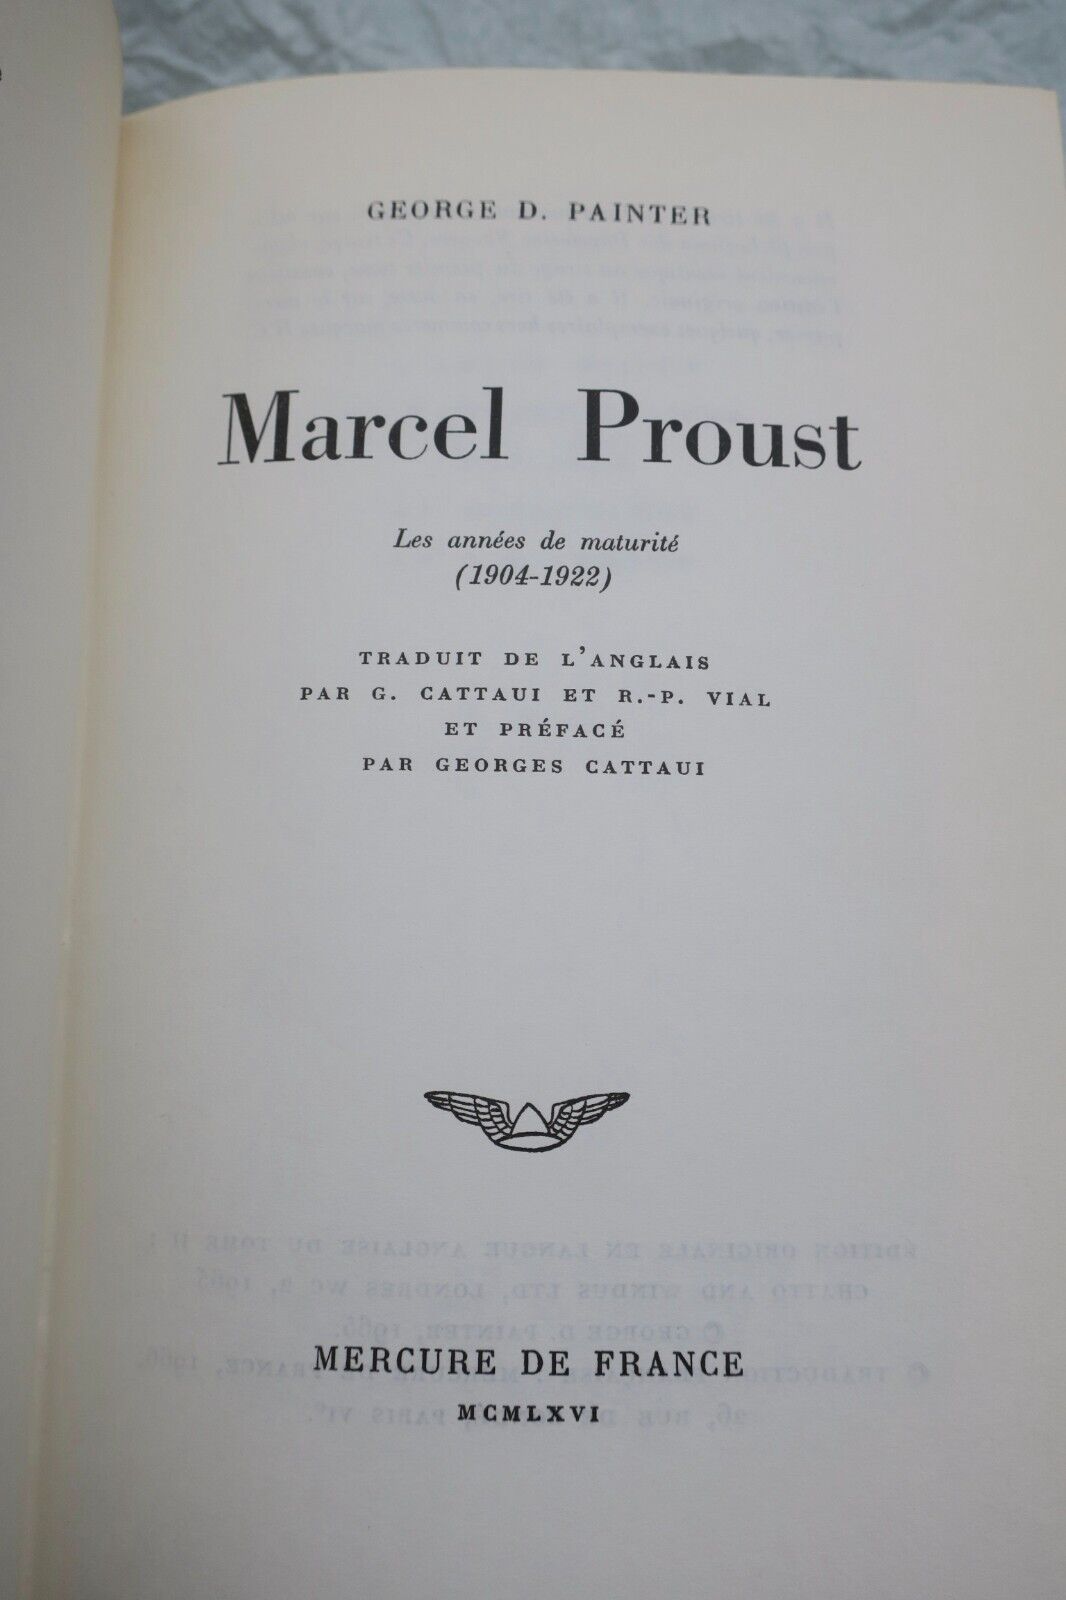 GEORGE D. PAINTER
Marcel Proust
Les années de maturité
(1904-1922)
TRADUIT DE L'ANGLAIS
PAR G. CATTAUI ET R.-P. VIAL
ET PRÉFACÉ
PAR GEORGES CATTAUI
MERCURE DE FRANCE
MCMLXVI